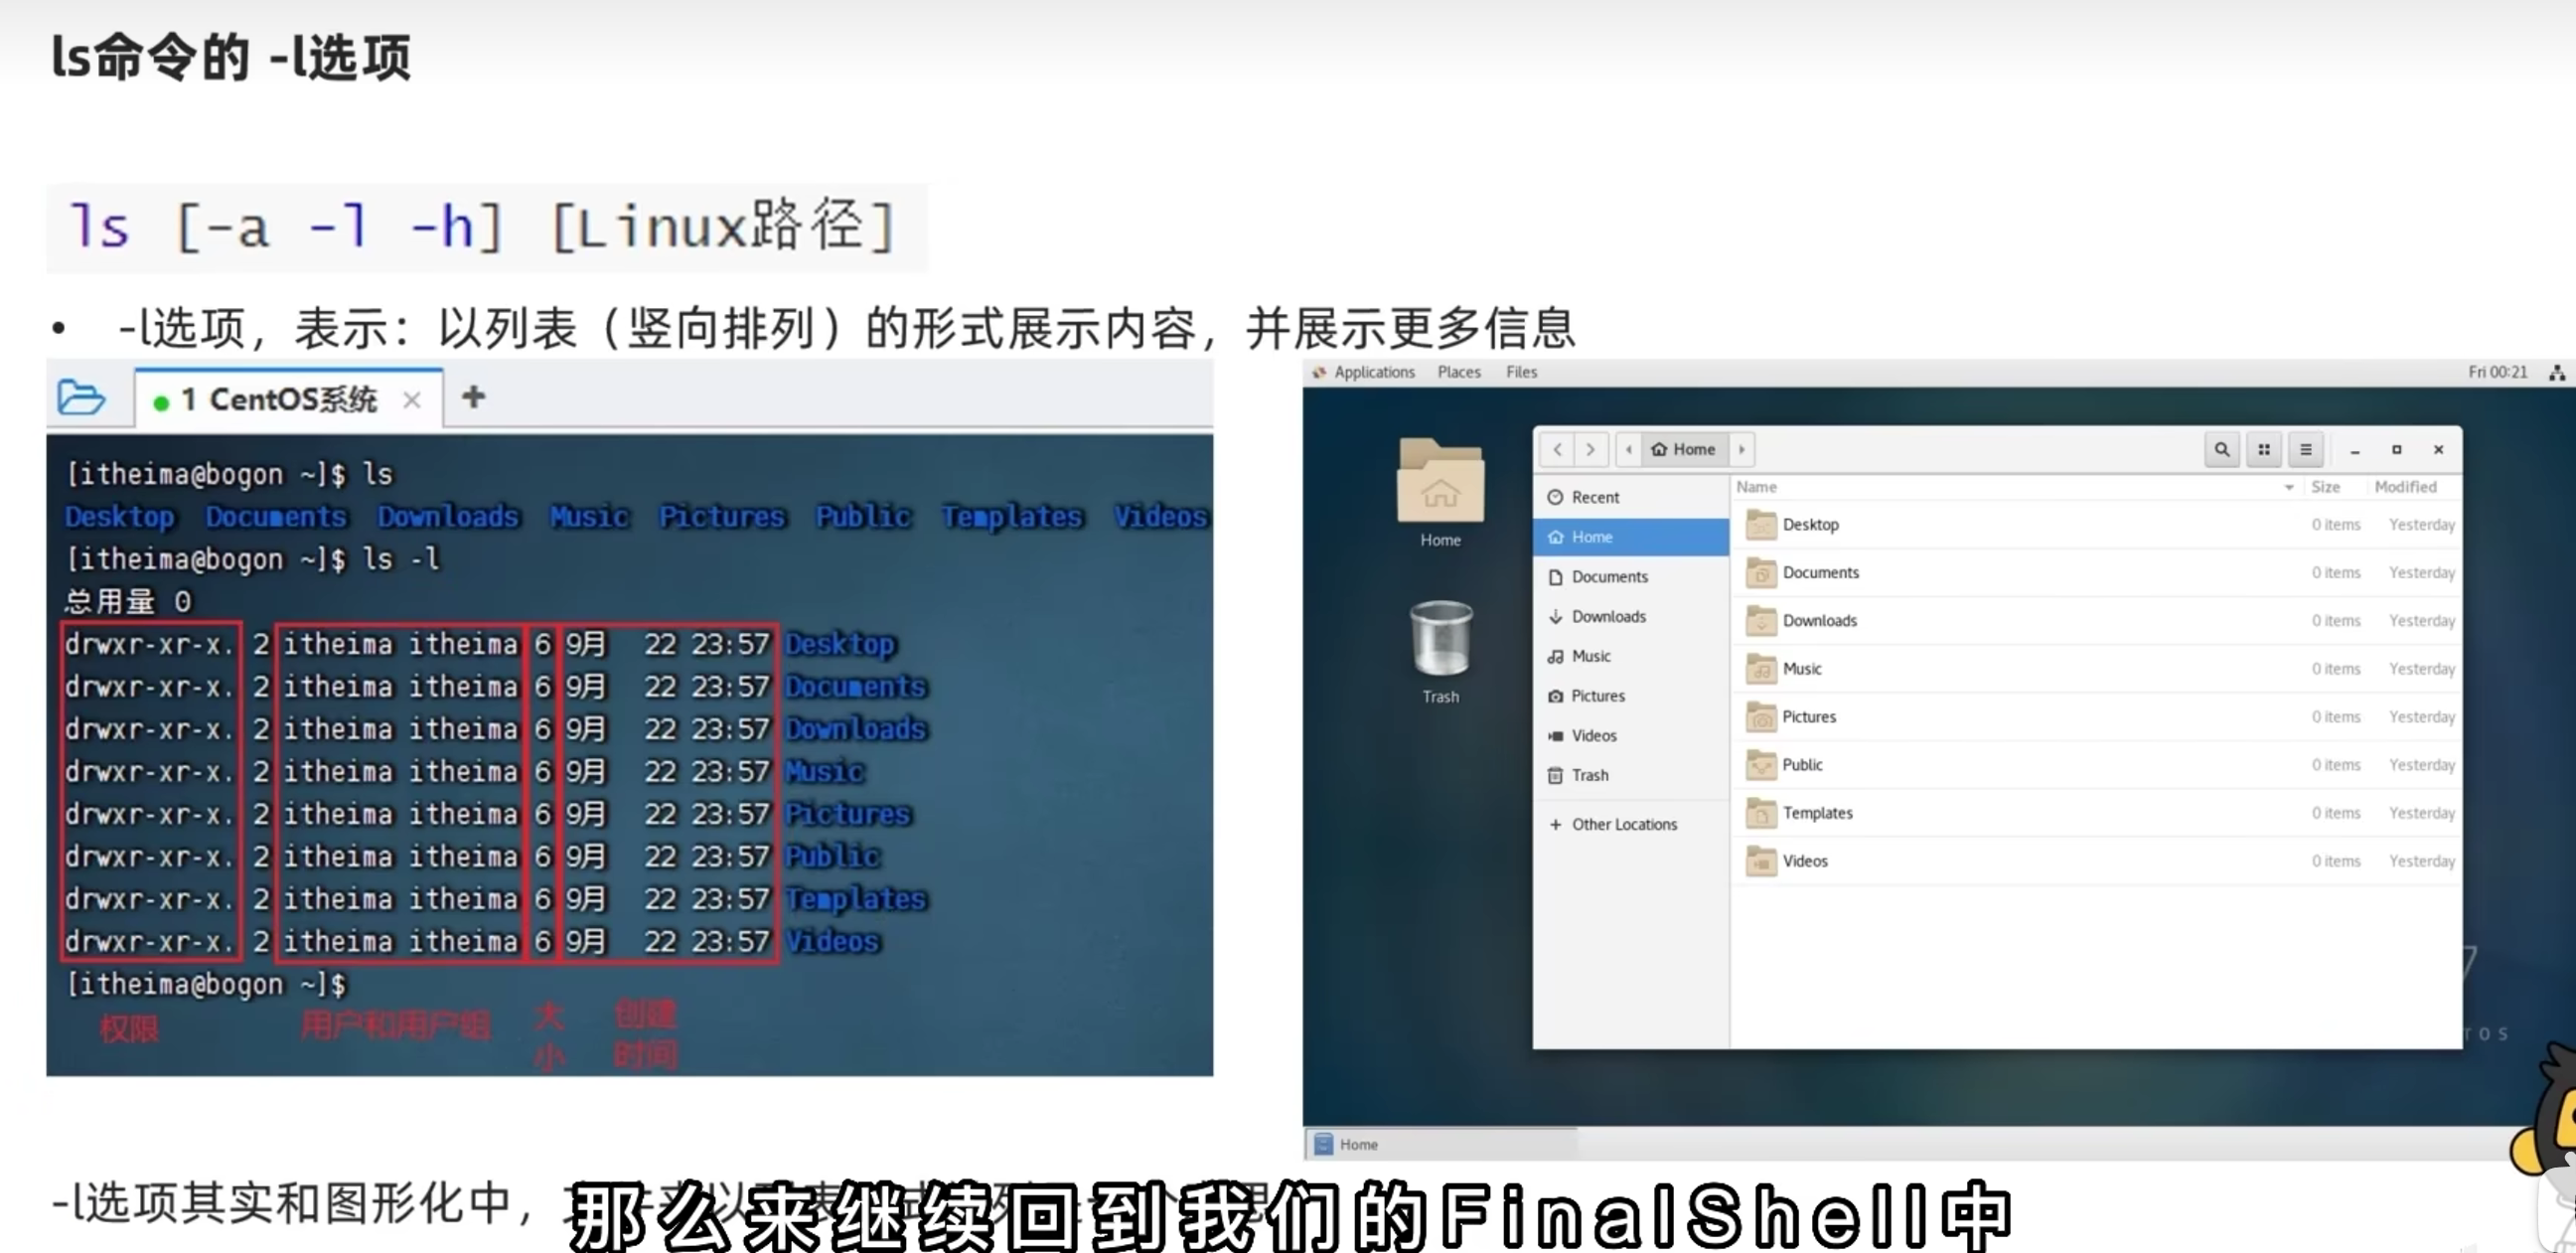 ls命令的 -l选项
ls [-a -l -h] [Linux路径]
• -l选项，表示：以列表（竖向排列）的形式展示内容，并展示更多信息
1 CentOS系统 × +
[itheima@bogon ~]$ ls
Desktop Documents Downloads Music Pictures Public Templates Videos
[itheima@bogon ~]$ ls -l
总用量 0
drwxr-xr-x. 2 itheima itheima 6 9月 22 23:57 Desktop
drwxr-xr-x. 2 itheima itheima 6 9月 22 23:57 Documents
drwxr-xr-x. 2 itheima itheima 6 9月 22 23:57 Downloads
drwxr-xr-x. 2 itheima itheima 6 9月 22 23:57 Music
drwxr-xr-x. 2 itheima itheima 6 9月 22 23:57 Pictures
drwxr-xr-x. 2 itheima itheima 6 9月 22 23:57 Public
drwxr-xr-x. 2 itheima itheima 6 9月 22 23:57 Templates
drwxr-xr-x. 2 itheima itheima 6 9月 22 23:57 Videos
[itheima@bogon ~]$
权限 用户和用户组 大小 创建时间
Applications Places Files Fri 00:21
Home
Trash
Home
Recent
Home
Documents
Downloads
Music
Pictures
Videos
Trash
+ Other Locations
Name Size Modified
Desktop 0 items Yesterday
Documents 0 items Yesterday
Downloads 0 items Yesterday
Music 0 items Yesterday
Pictures 0 items Yesterday
Public 0 items Yesterday
Templates 0 items Yesterday
Videos 0 items Yesterday
7
TOS
Home
-l选项其实和图形化中，
那么来继续回到我们的FinalShell中